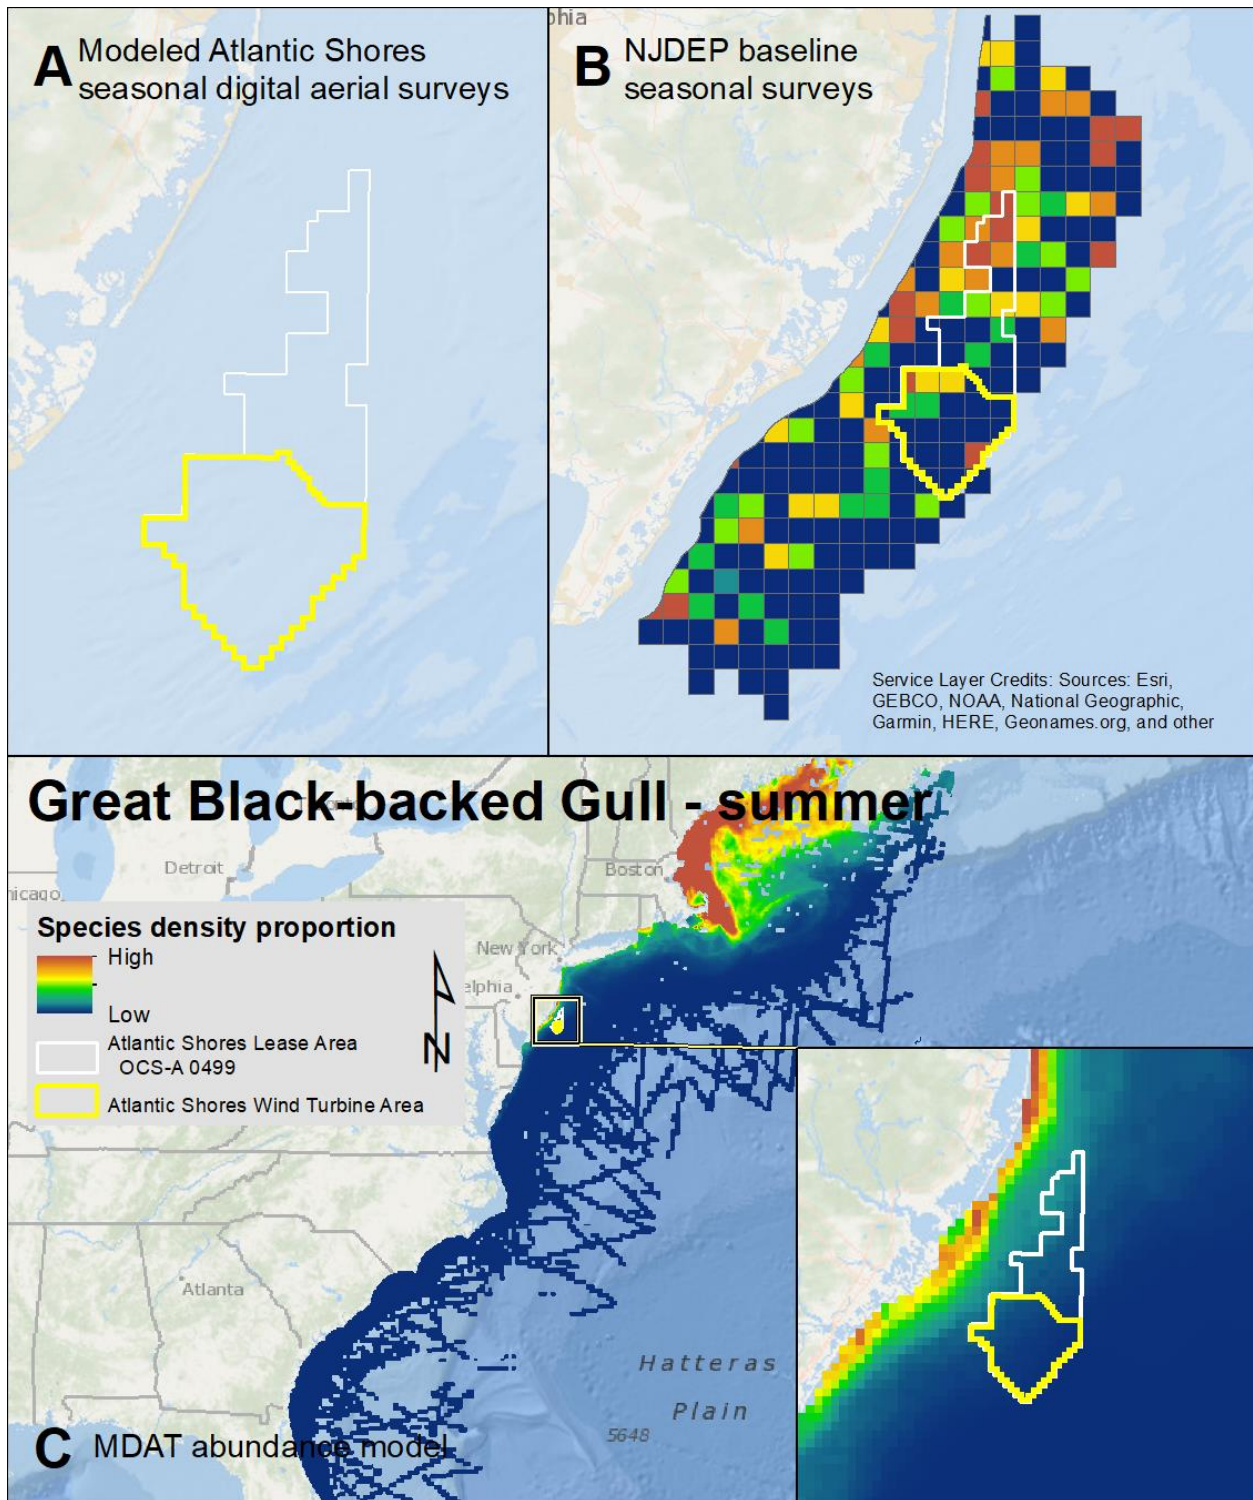 A Modeled Atlantic Shores
seasonal digital aerial surveys
phia
B NJDEP baseline
seasonal surveys
Service Layer Credits: Sources: Esri,
GEBCO, NOAA, National Geographic,
Garmin, HERE, Geonames.org, and other
Great Black-backed Gull - summer
Detroit
Boston
hicago
Species density proportion
High
Low
New York
elphia
N
Atlantic Shores Lease Area
OCS-A 0499
Atlantic Shores Wind Turbine Area
Atlanta
Hatteras
Plain
5648
C MDAT abundance model